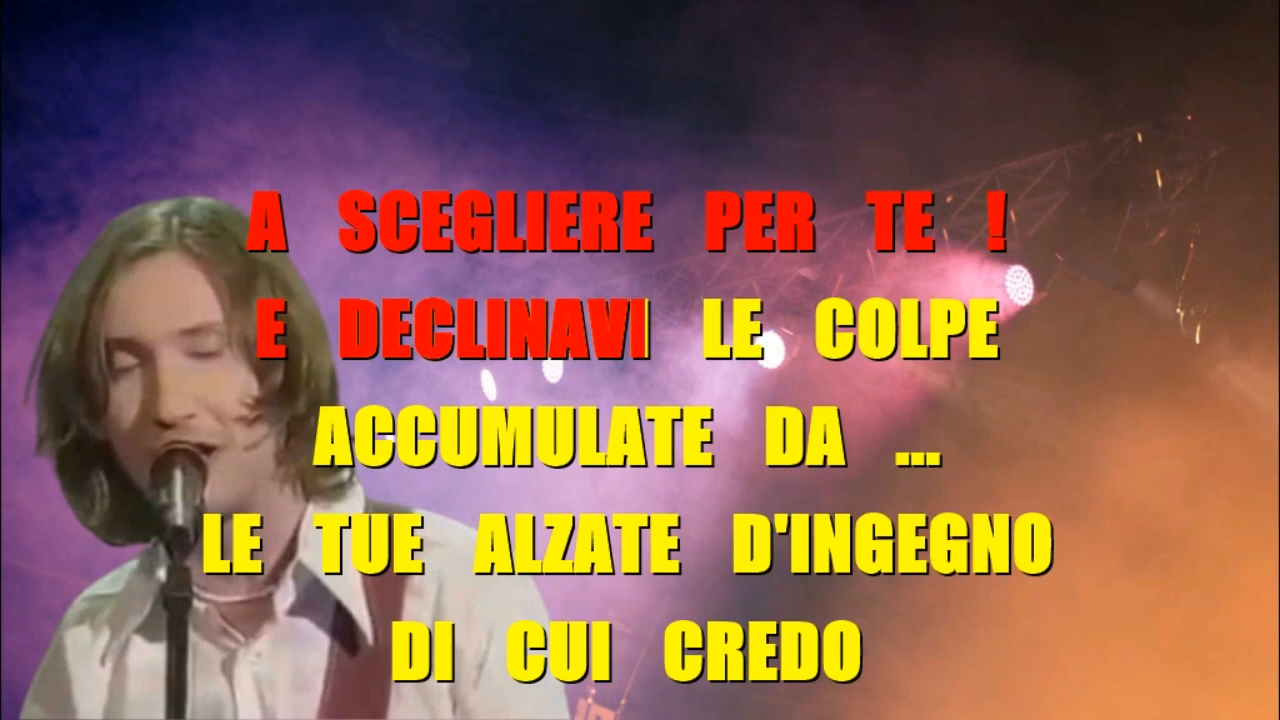 A SCEGLIERE PER TE !
E DECLINAVI LE COLPE
ACCUMULATE DA ...
LE TUE ALZATE D'INGEGNO
DI CUI CREDO